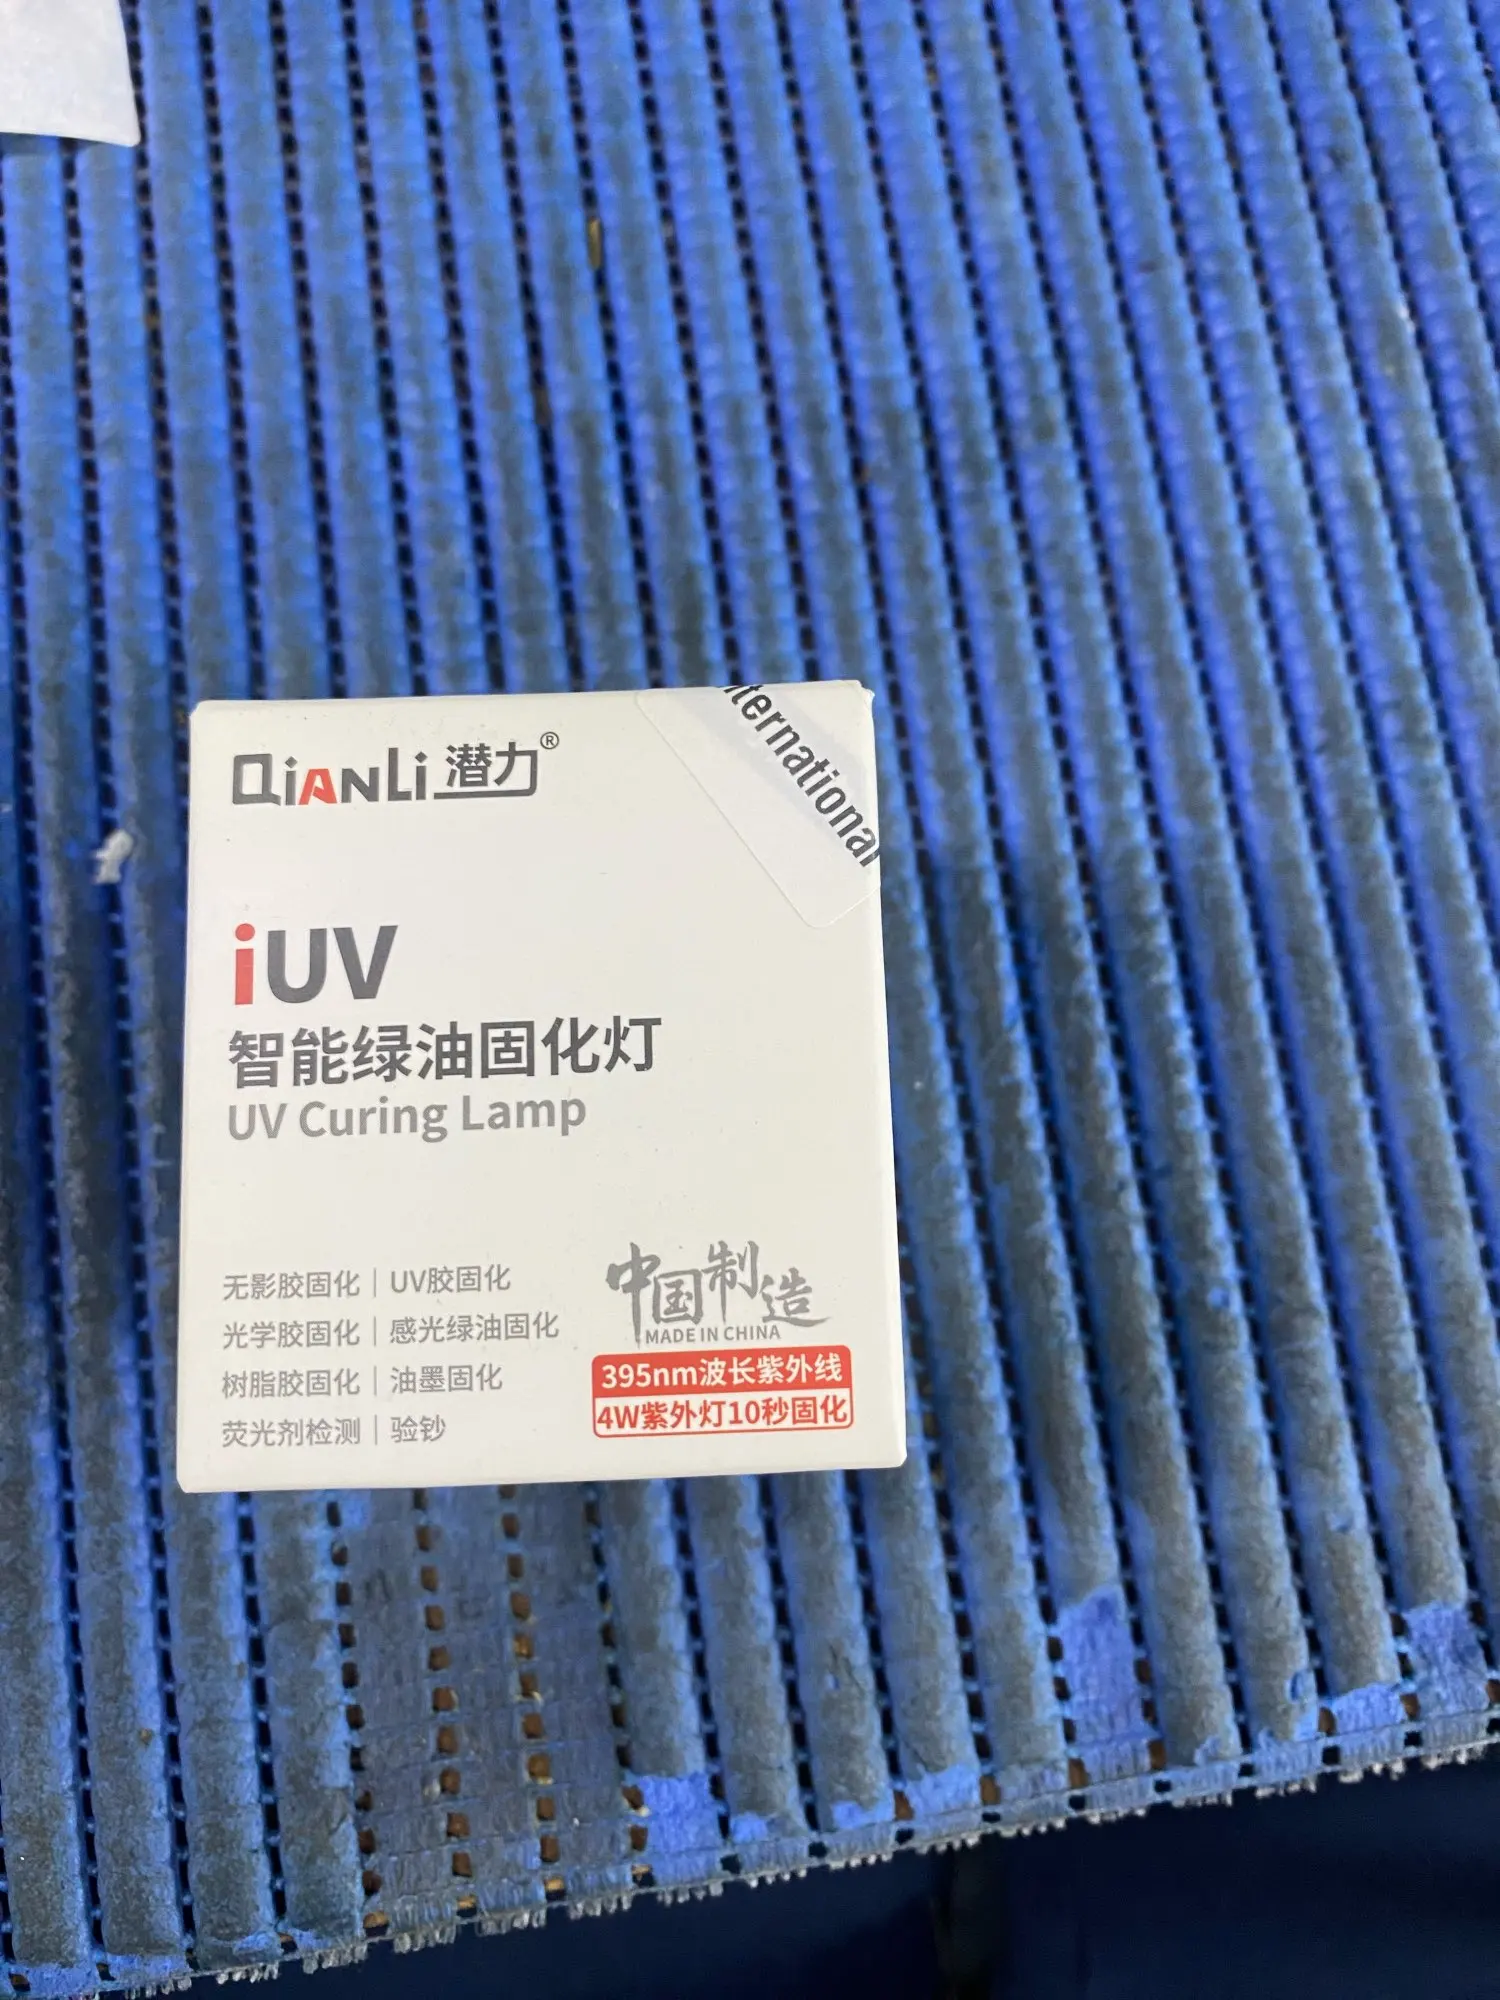 QiANLi 潜力®
nternational
iUV
智能绿油固化灯
UV Curing Lamp
无影胶固化 | UV胶固化
光学胶固化 | 感光绿油固化
树脂胶固化 | 油墨固化
荧光剂检测 | 验钞
中国制造
MADE IN CHINA
395nm波长紫外线
4W紫外灯10秒固化